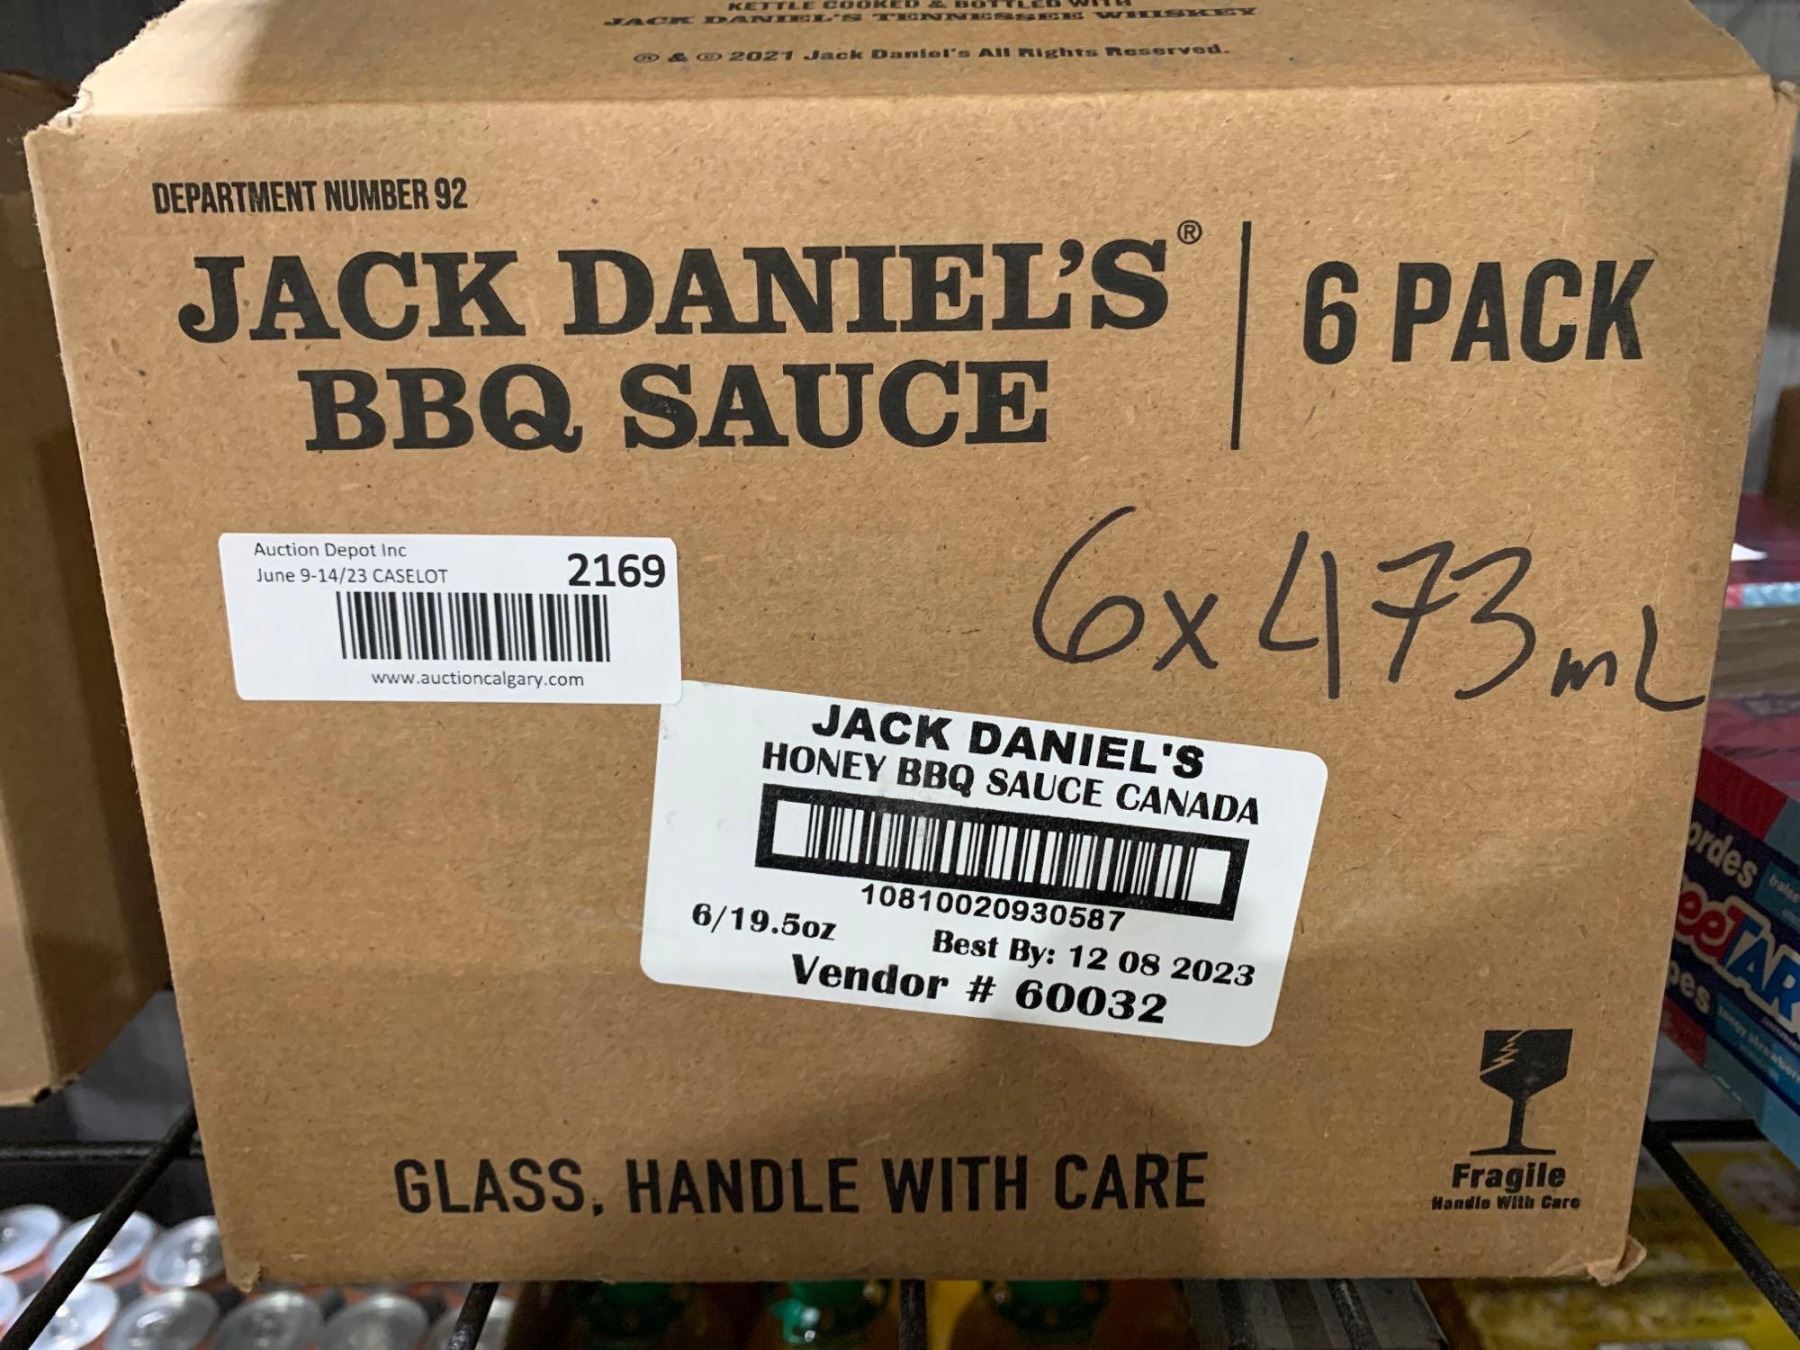 KETTLE COOKED & BOTTLED WITH
JACK DANIEL'S TENNESSEE WHISKEY
® & © 2021 Jack Daniel's All Rights Reserved.
DEPARTMENT NUMBER 92
JACK DANIEL'S®
BBQ SAUCE
6 PACK
Auction Depot Inc
June 9-14/23 CASELOT
2169
www.auctioncalgary.com
6x473mL
JACK DANIEL'S
HONEY BBQ SAUCE CANADA
10810020930587
6/19.5oz
Best By: 12 08 2023
Vendor # 60032
GLASS, HANDLE WITH CARE
Fragile
Handle With Care
ordes
eeTAR
pes